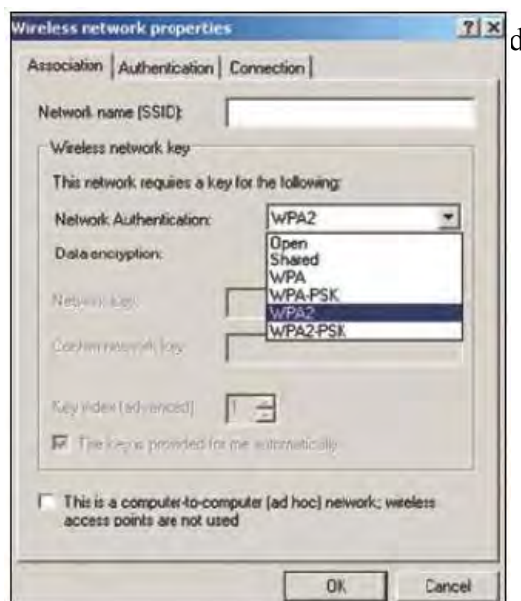 Wireless network properties
d
Association Authentication Connection
Network name (SSID):
Wireless network key
This network requires a key for the following:
Network Authentication: WPA2
Open
Data encryption:
Shared
WPA
WPA-PSK
Network key:
WPA2
WPA2-PSK
Confirm network key:
Key index (advanced): 1
The key is provided for me automatically
This is a computer-to-computer (ad hoc) network; wireless
access points are not used
OK Cancel